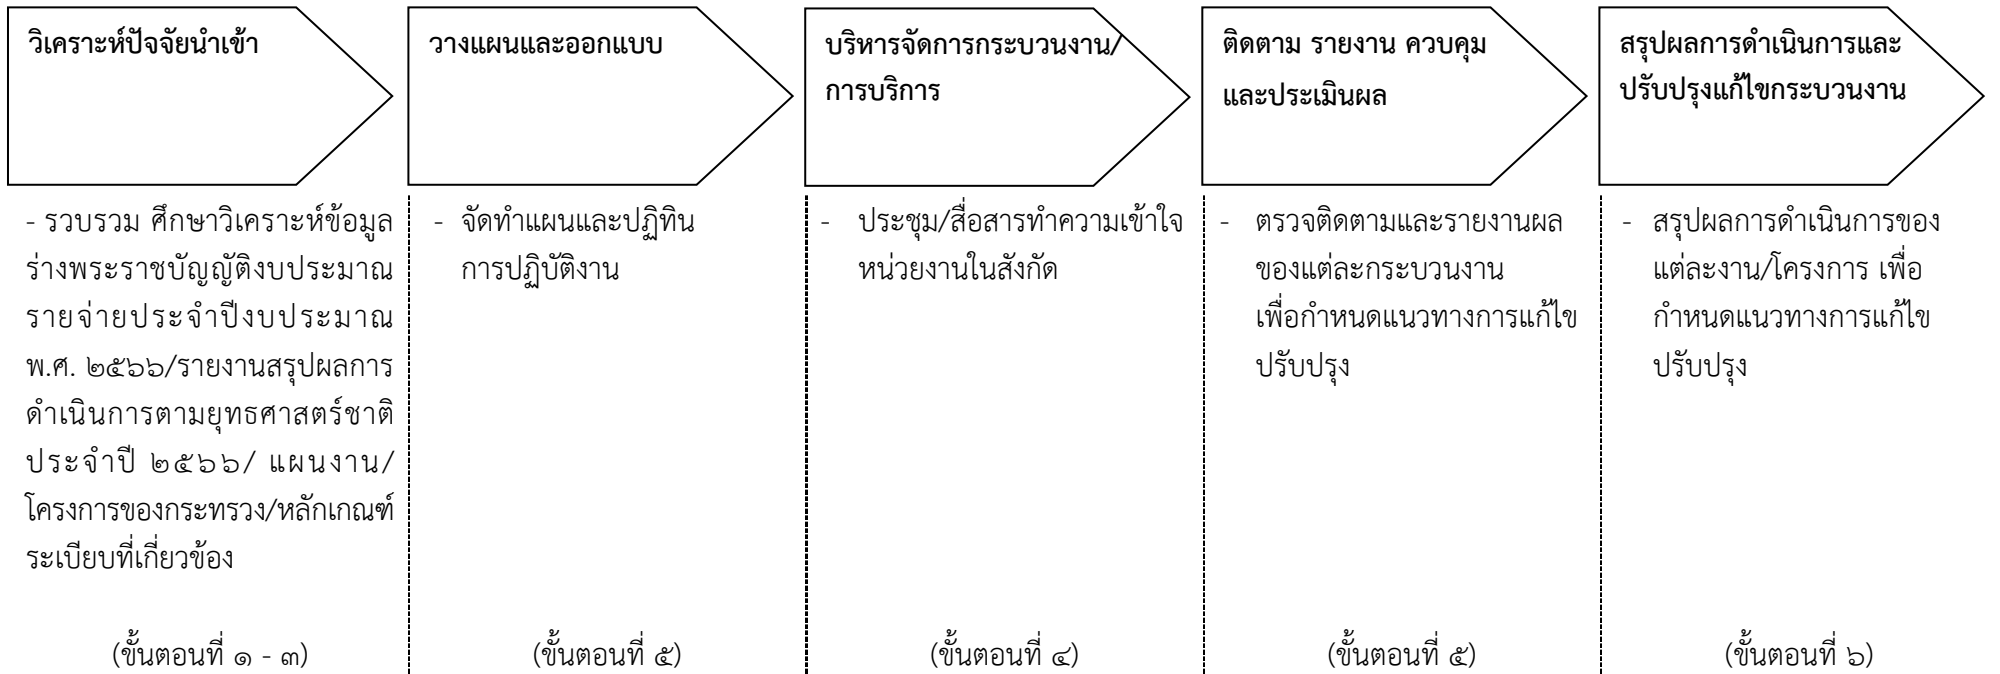 วิเคราะห์ปัจจัยนำเข้า
วางแผนและออกแบบ
บริหารจัดการกระบวนงาน/
การบริการ
ติดตาม รายงาน ควบคุม
และประเมินผล
สรุปผลการดำเนินการและ
ปรับปรุงแก้ไขกระบวนงาน
- รวบรวม ศึกษาวิเคราะห์ข้อมูล
ร่างพระราชบัญญัติงบประมาณ
รายจ่ายประจำปีงบประมาณ
พ.ศ. ๒๕๖๖/รายงานสรุปผลการ
ดำเนินการตามยุทธศาสตร์ชาติ
ประจำปี ๒๕๖๖/ แผนงาน/
โครงการของกระทรวง/หลักเกณฑ์
ระเบียบที่เกี่ยวข้อง
(ขั้นตอนที่ ๑ - ๓)
- จัดทำแผนและปฏิทิน
การปฏิบัติงาน
(ขั้นตอนที่ ๕)
- ประชุม/สื่อสารทำความเข้าใจ
หน่วยงานในสังกัด
(ขั้นตอนที่ ๔)
- ตรวจติดตามและรายงานผล
ของแต่ละกระบวนงาน
เพื่อกำหนดแนวทางการแก้ไข
ปรับปรุง
(ขั้นตอนที่ ๕)
- สรุปผลการดำเนินการของ
แต่ละงาน/โครงการ เพื่อ
กำหนดแนวทางการแก้ไข
ปรับปรุง
(ขั้นตอนที่ ๖)